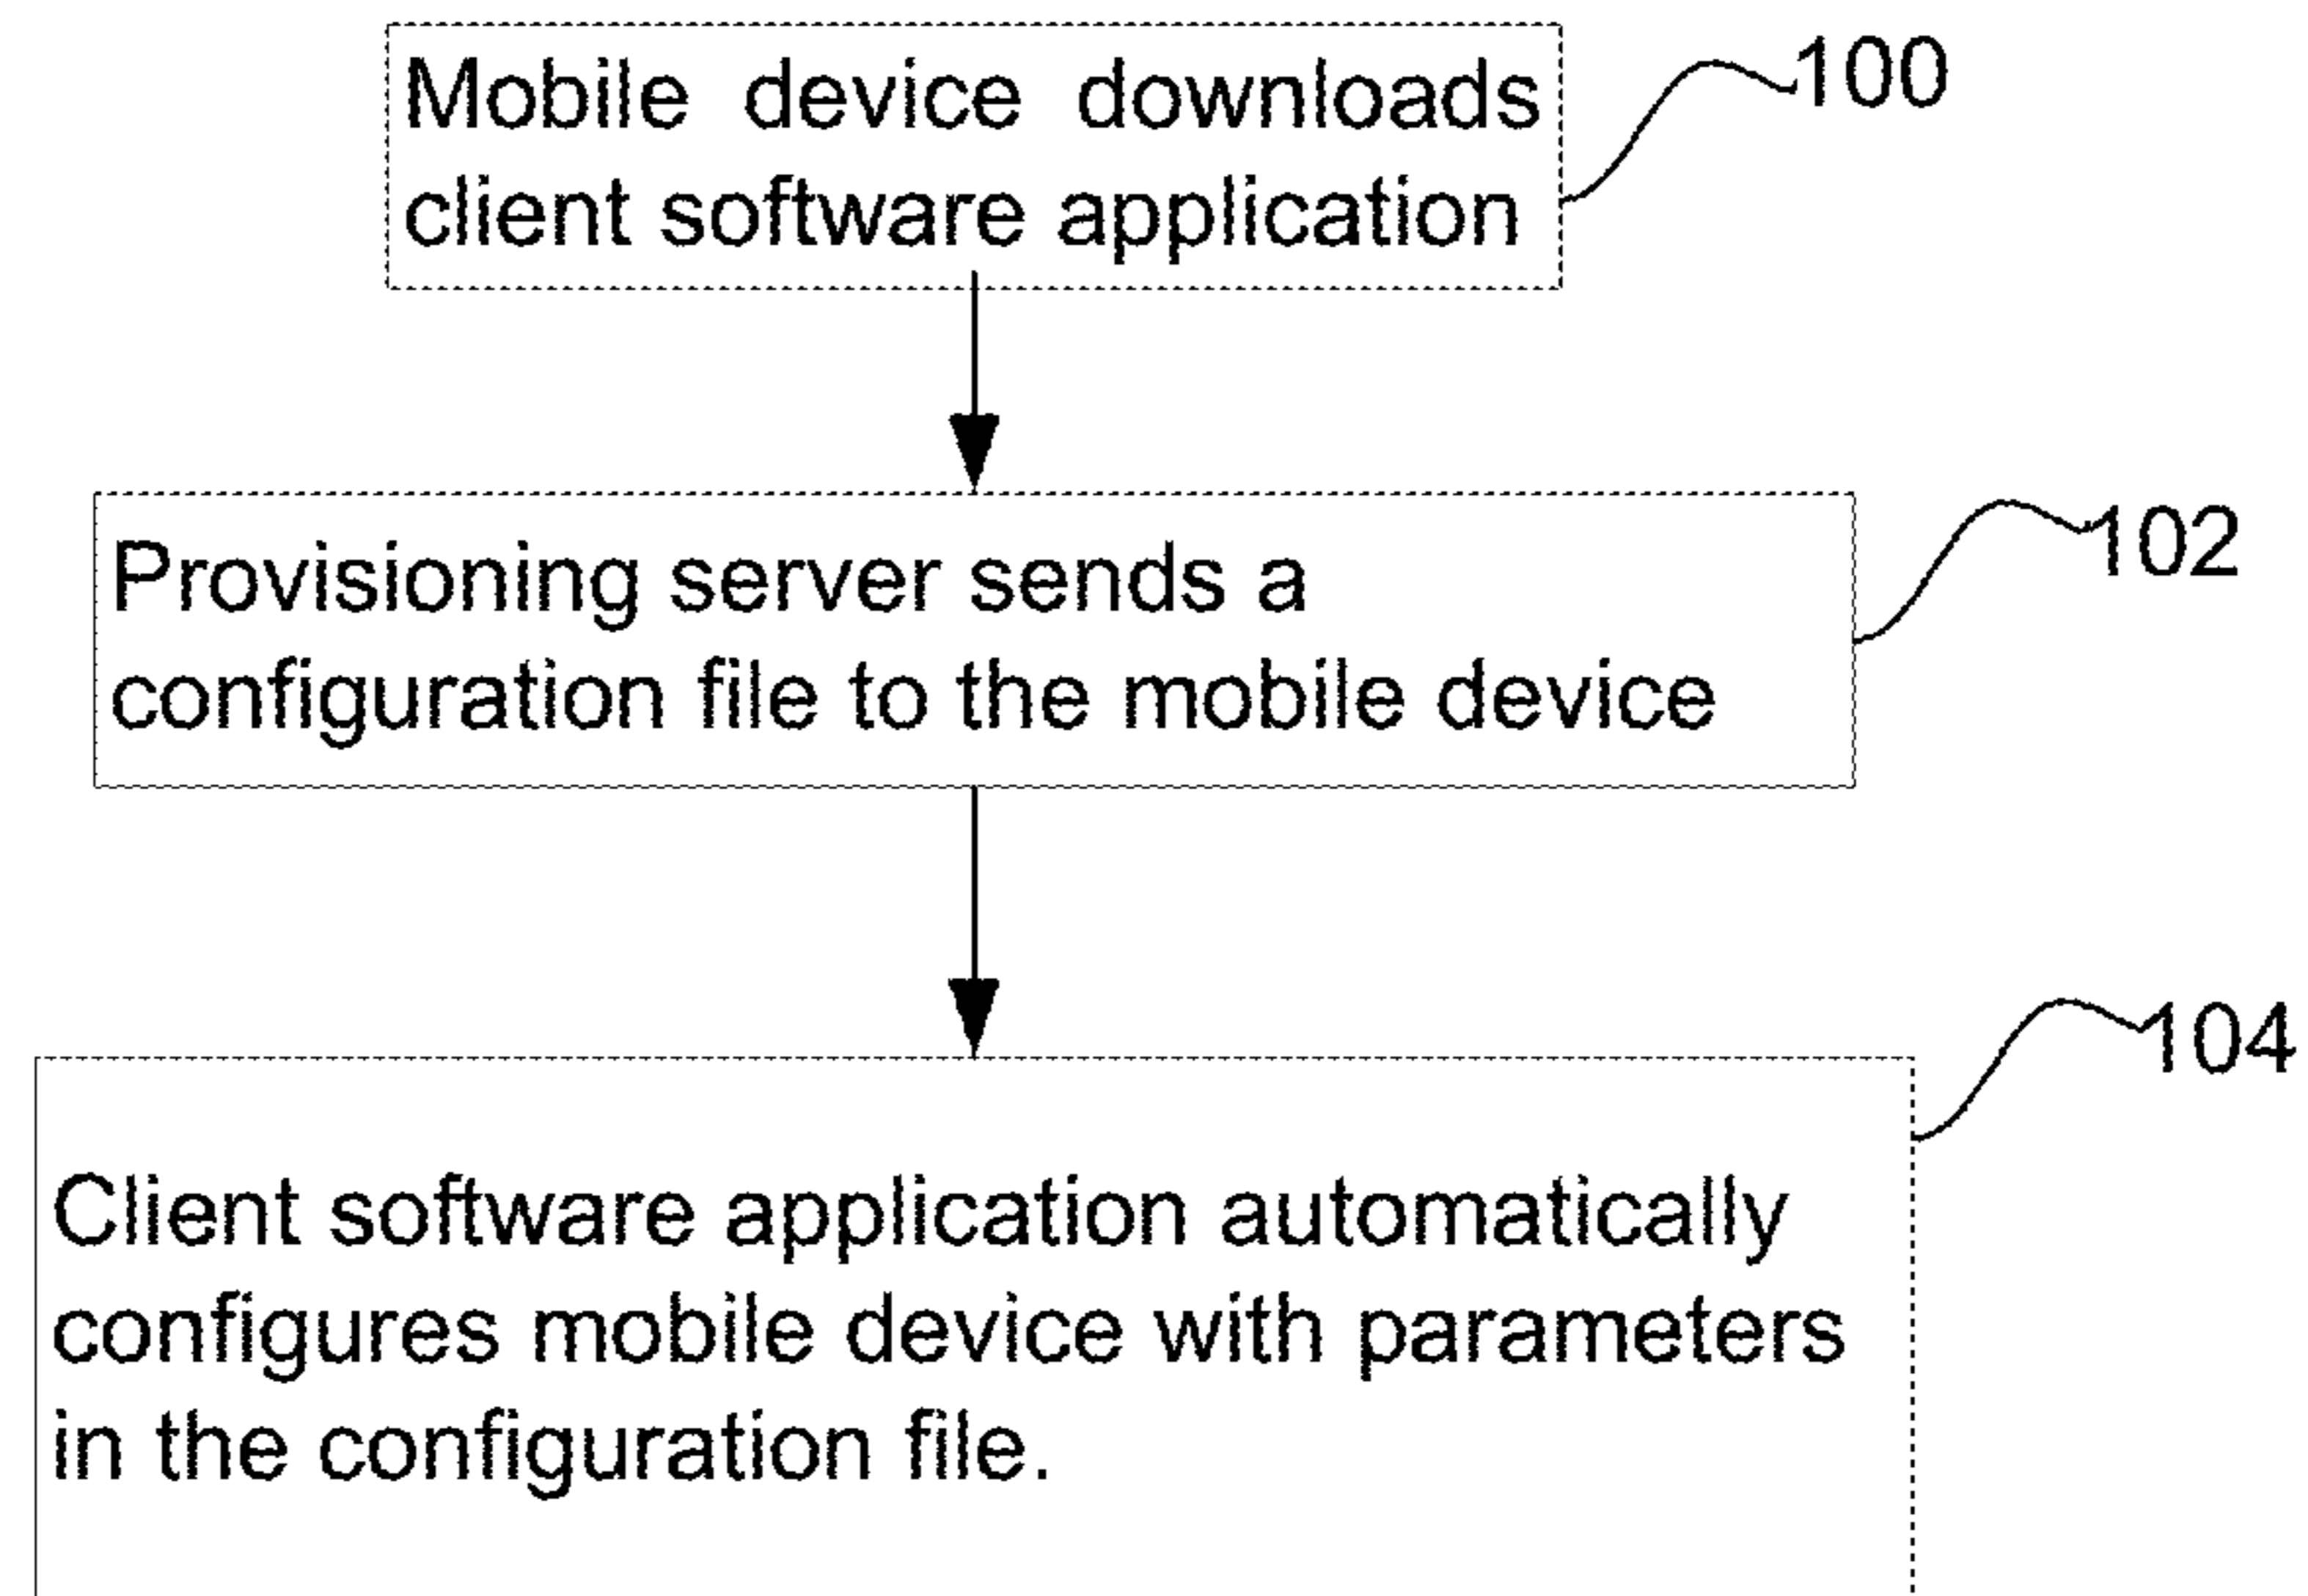 Mobile device downloads
client software application
100
Provisioning server sends a
configuration file to the mobile device
102
Client software application automatically
configures mobile device with parameters
in the configuration file.
104